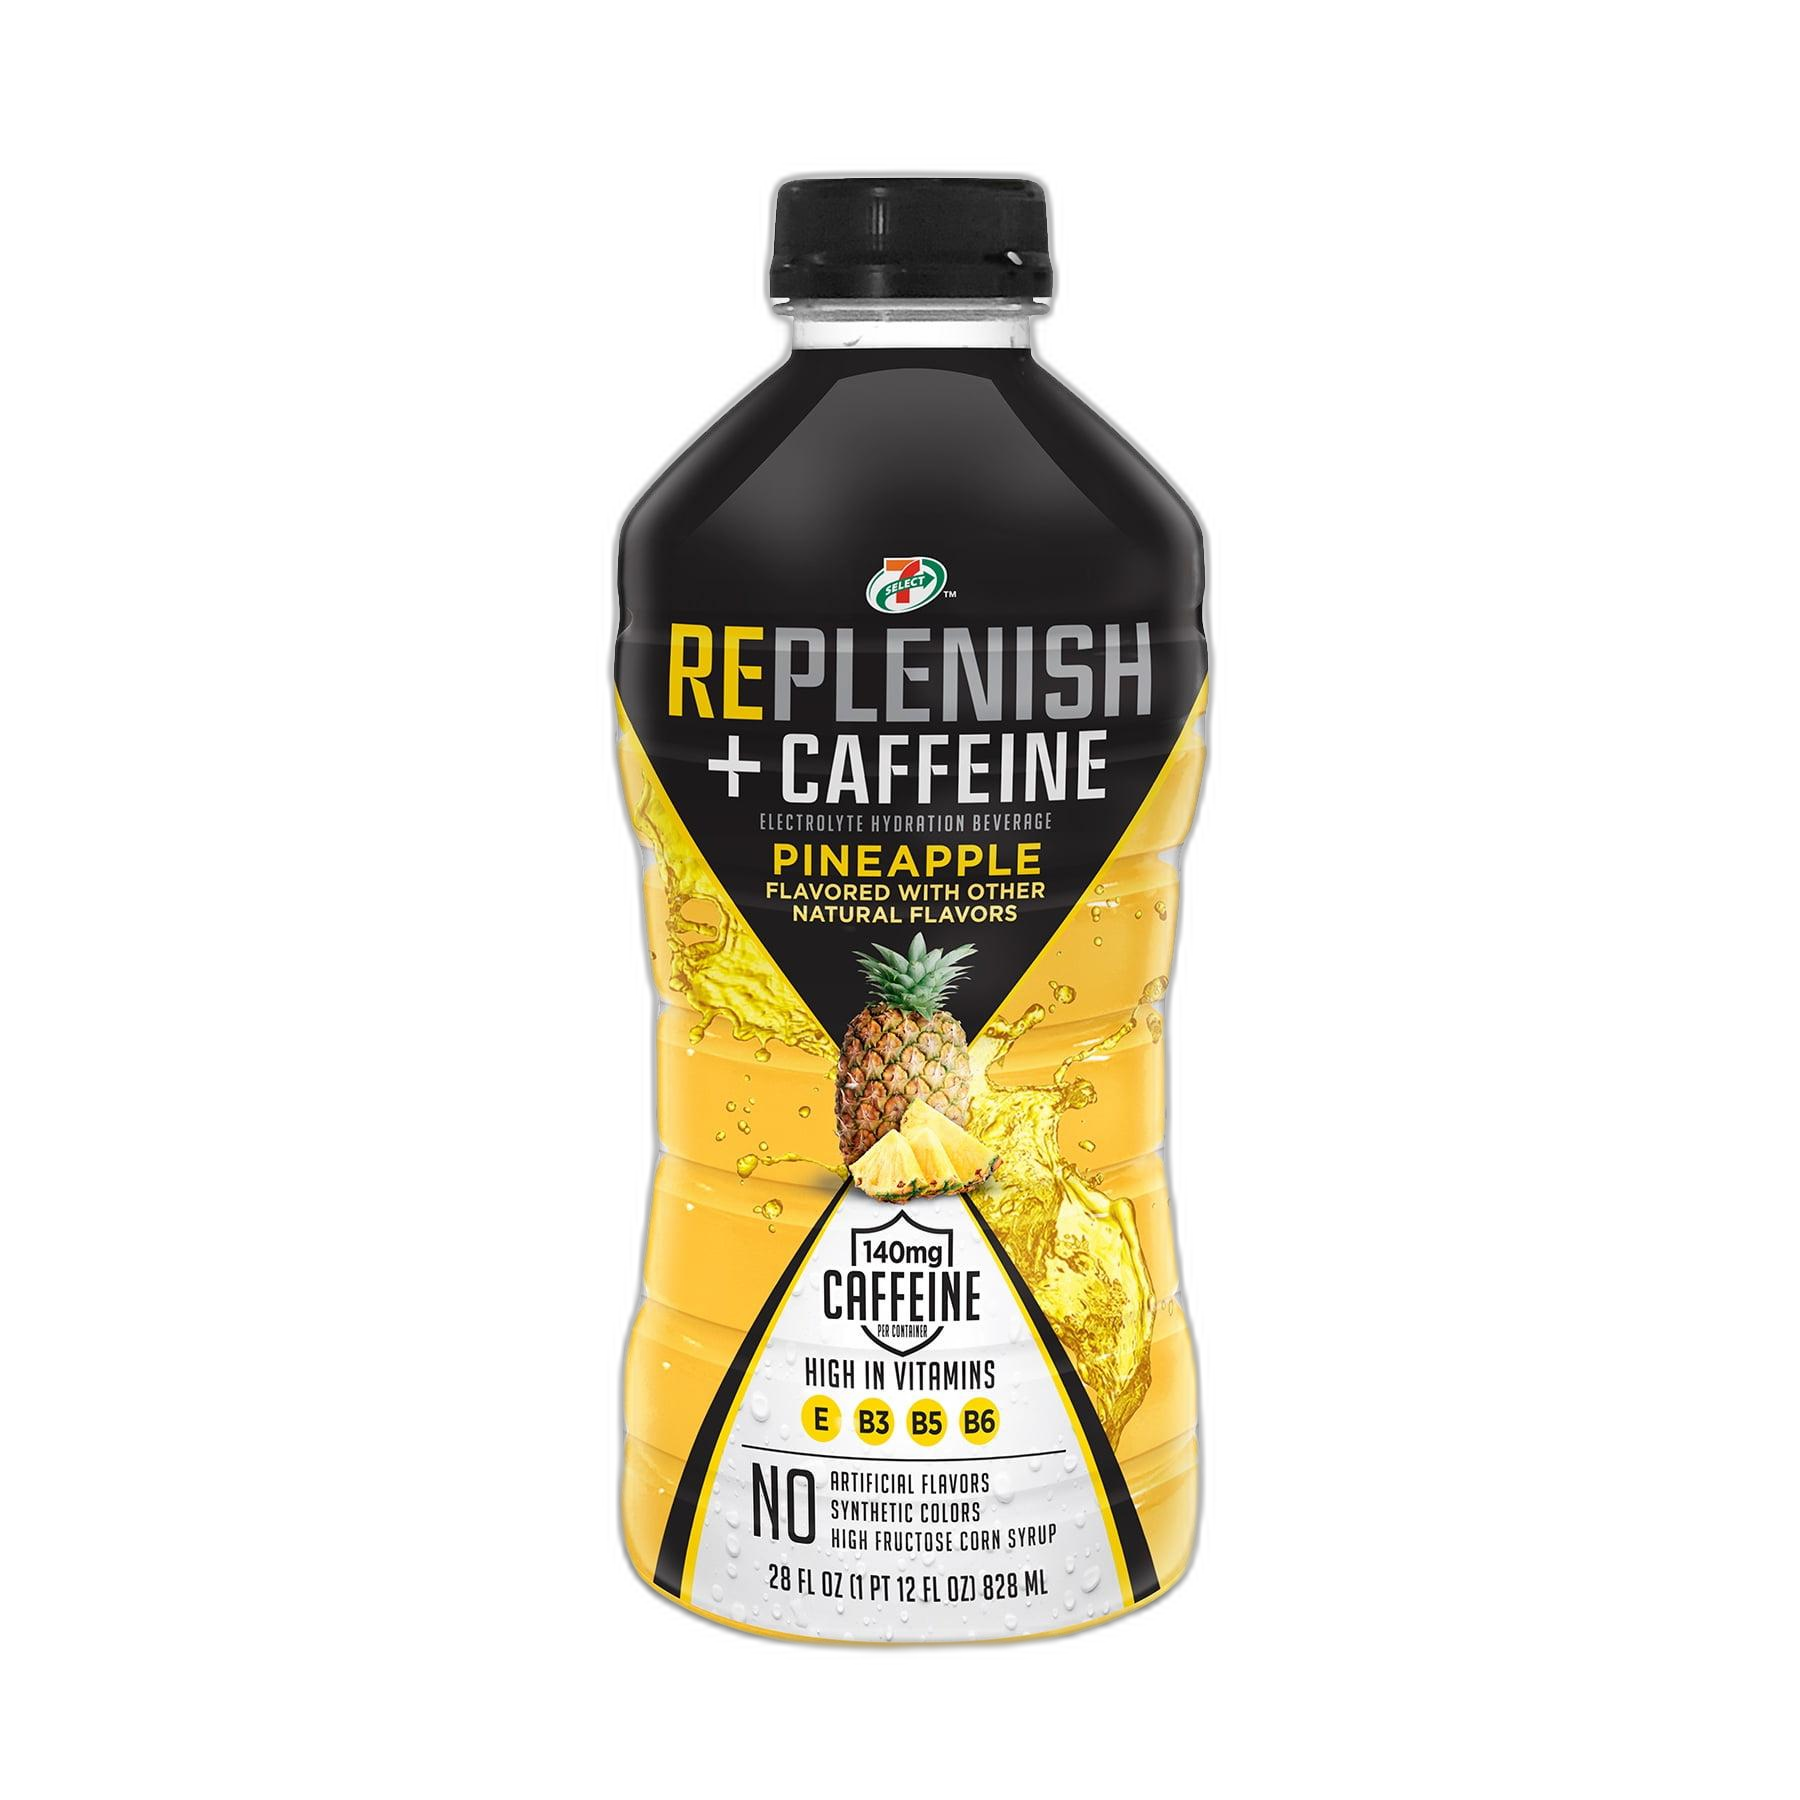 7
SELECT
TM
REPLENISH
+ CAFFEINE
ELECTROLYTE HYDRATION BEVERAGE
PINEAPPLE
FLAVORED WITH OTHER
NATURAL FLAVORS
140mg
CAFFEINE
PER CONTAINER
HIGH IN VITAMINS
E B3 B5 B6
NO ARTIFICIAL FLAVORS
SYNTHETIC COLORS
HIGH FRUCTOSE CORN SYRUP
28 FL OZ (1 PT 12 FL OZ) 828 ML